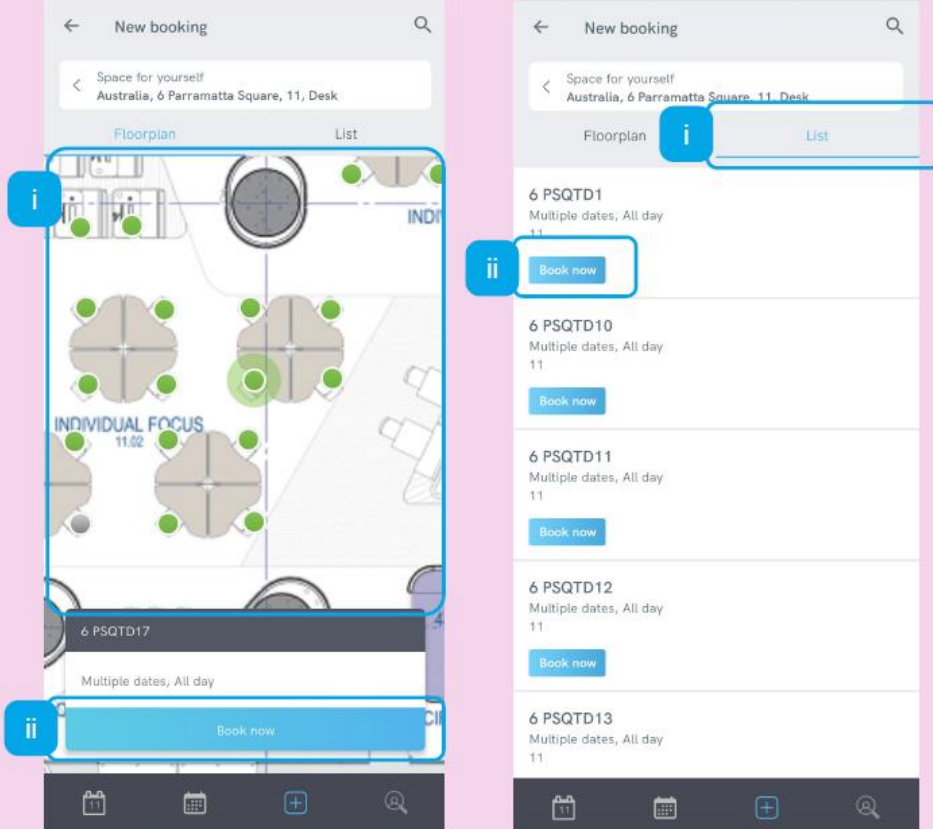 New booking
Space for yourself
Australia, 6 Parramatta Square, 11, Desk
Floorplan
List
i
INDIVIDUAL FOCUS
11.02
6 PSQTD17
Multiple dates, All day
ii
Book now
11
New booking
Space for yourself
Australia, 6 Parramatta Square, 11, Desk
Floorplan
i
List
6 PSQTD1
Multiple dates, All day
11
ii
Book now
6 PSQTD10
Multiple dates, All day
11
Book now
6 PSQTD11
Multiple dates, All day
11
Book now
6 PSQTD12
Multiple dates, All day
11
Book now
6 PSQTD13
Multiple dates, All day
11
11